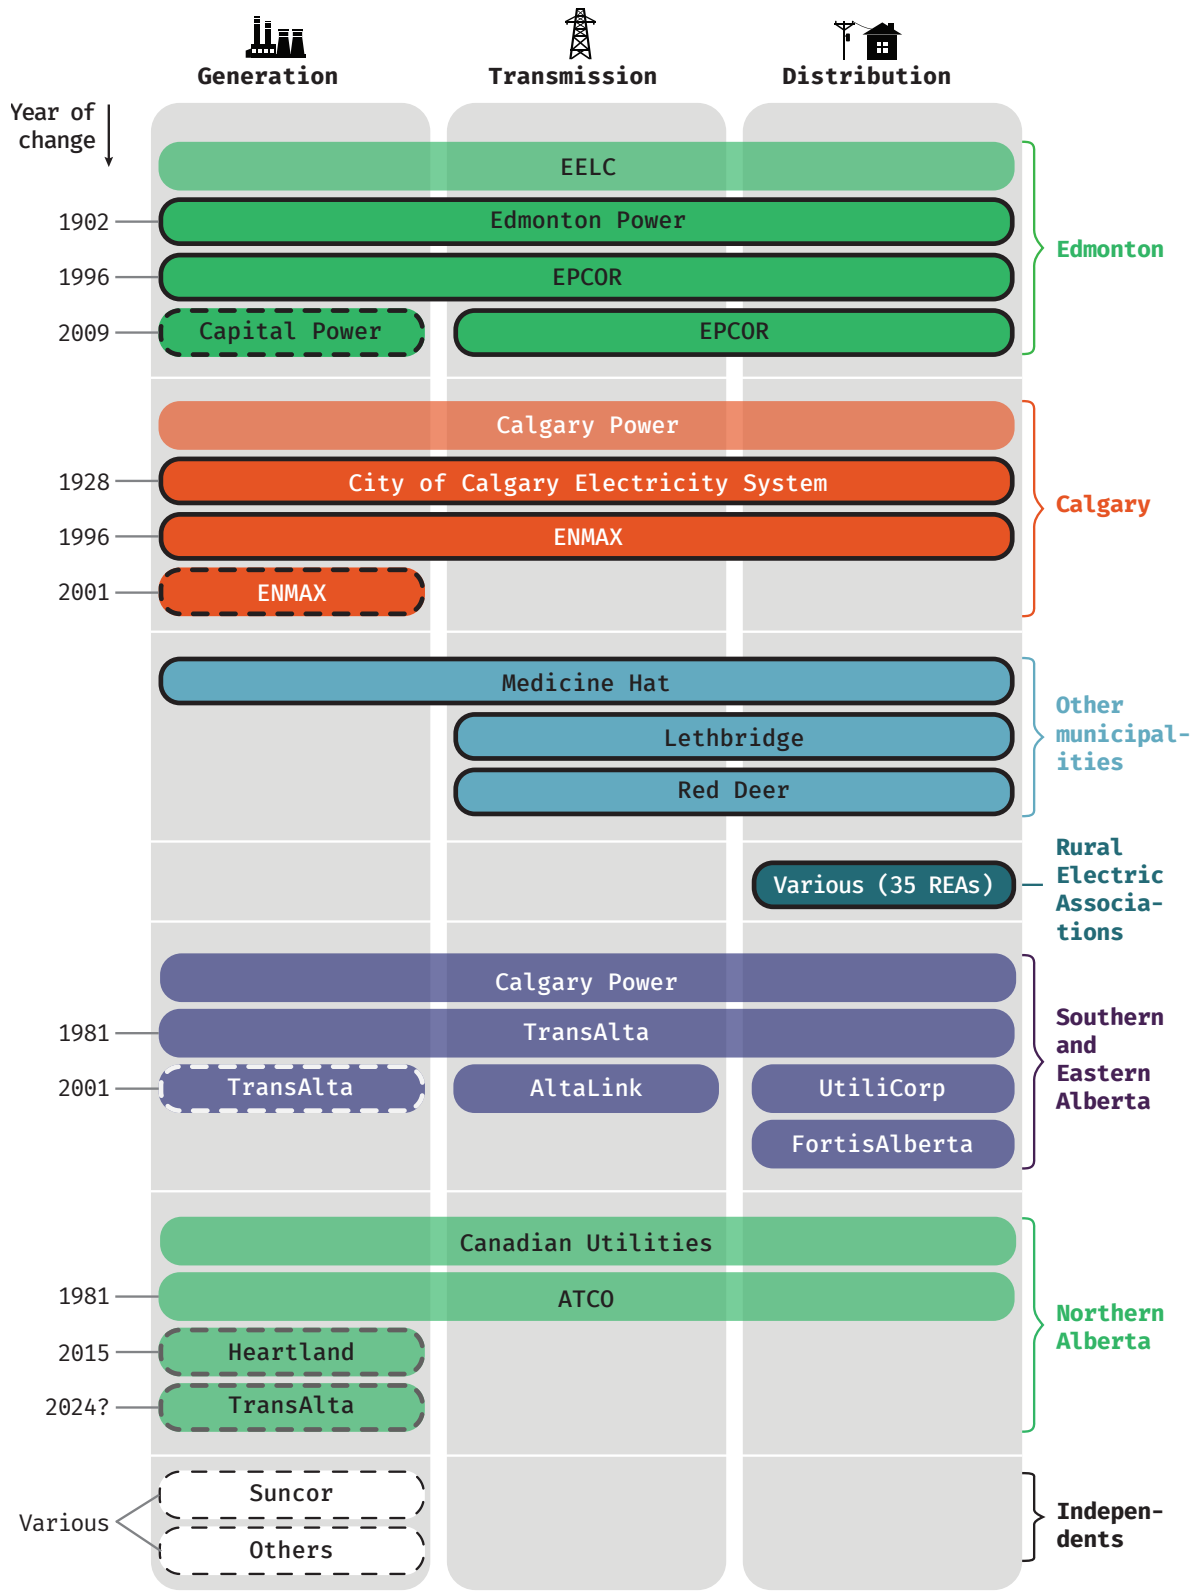 Generation
Transmission
Distribution
Year of
change
EELC
1902
Edmonton Power
1996
EPCOR
2009
Capital Power
EPCOR
Edmonton
Calgary Power
1928
City of Calgary Electricity System
1996
ENMAX
2001
ENMAX
Calgary
Medicine Hat
Lethbridge
Red Deer
Other
municipal-
ities
Various (35 REAs)
Rural
Electric
Associa-
tions
Calgary Power
1981
TransAlta
2001
TransAlta
AltaLink
UtiliCorp
FortisAlberta
Southern
and
Eastern
Alberta
Canadian Utilities
1981
ATCO
2015
Heartland
2024?
TransAlta
Northern
Alberta
Various
Suncor
Others
Indepen-
dents